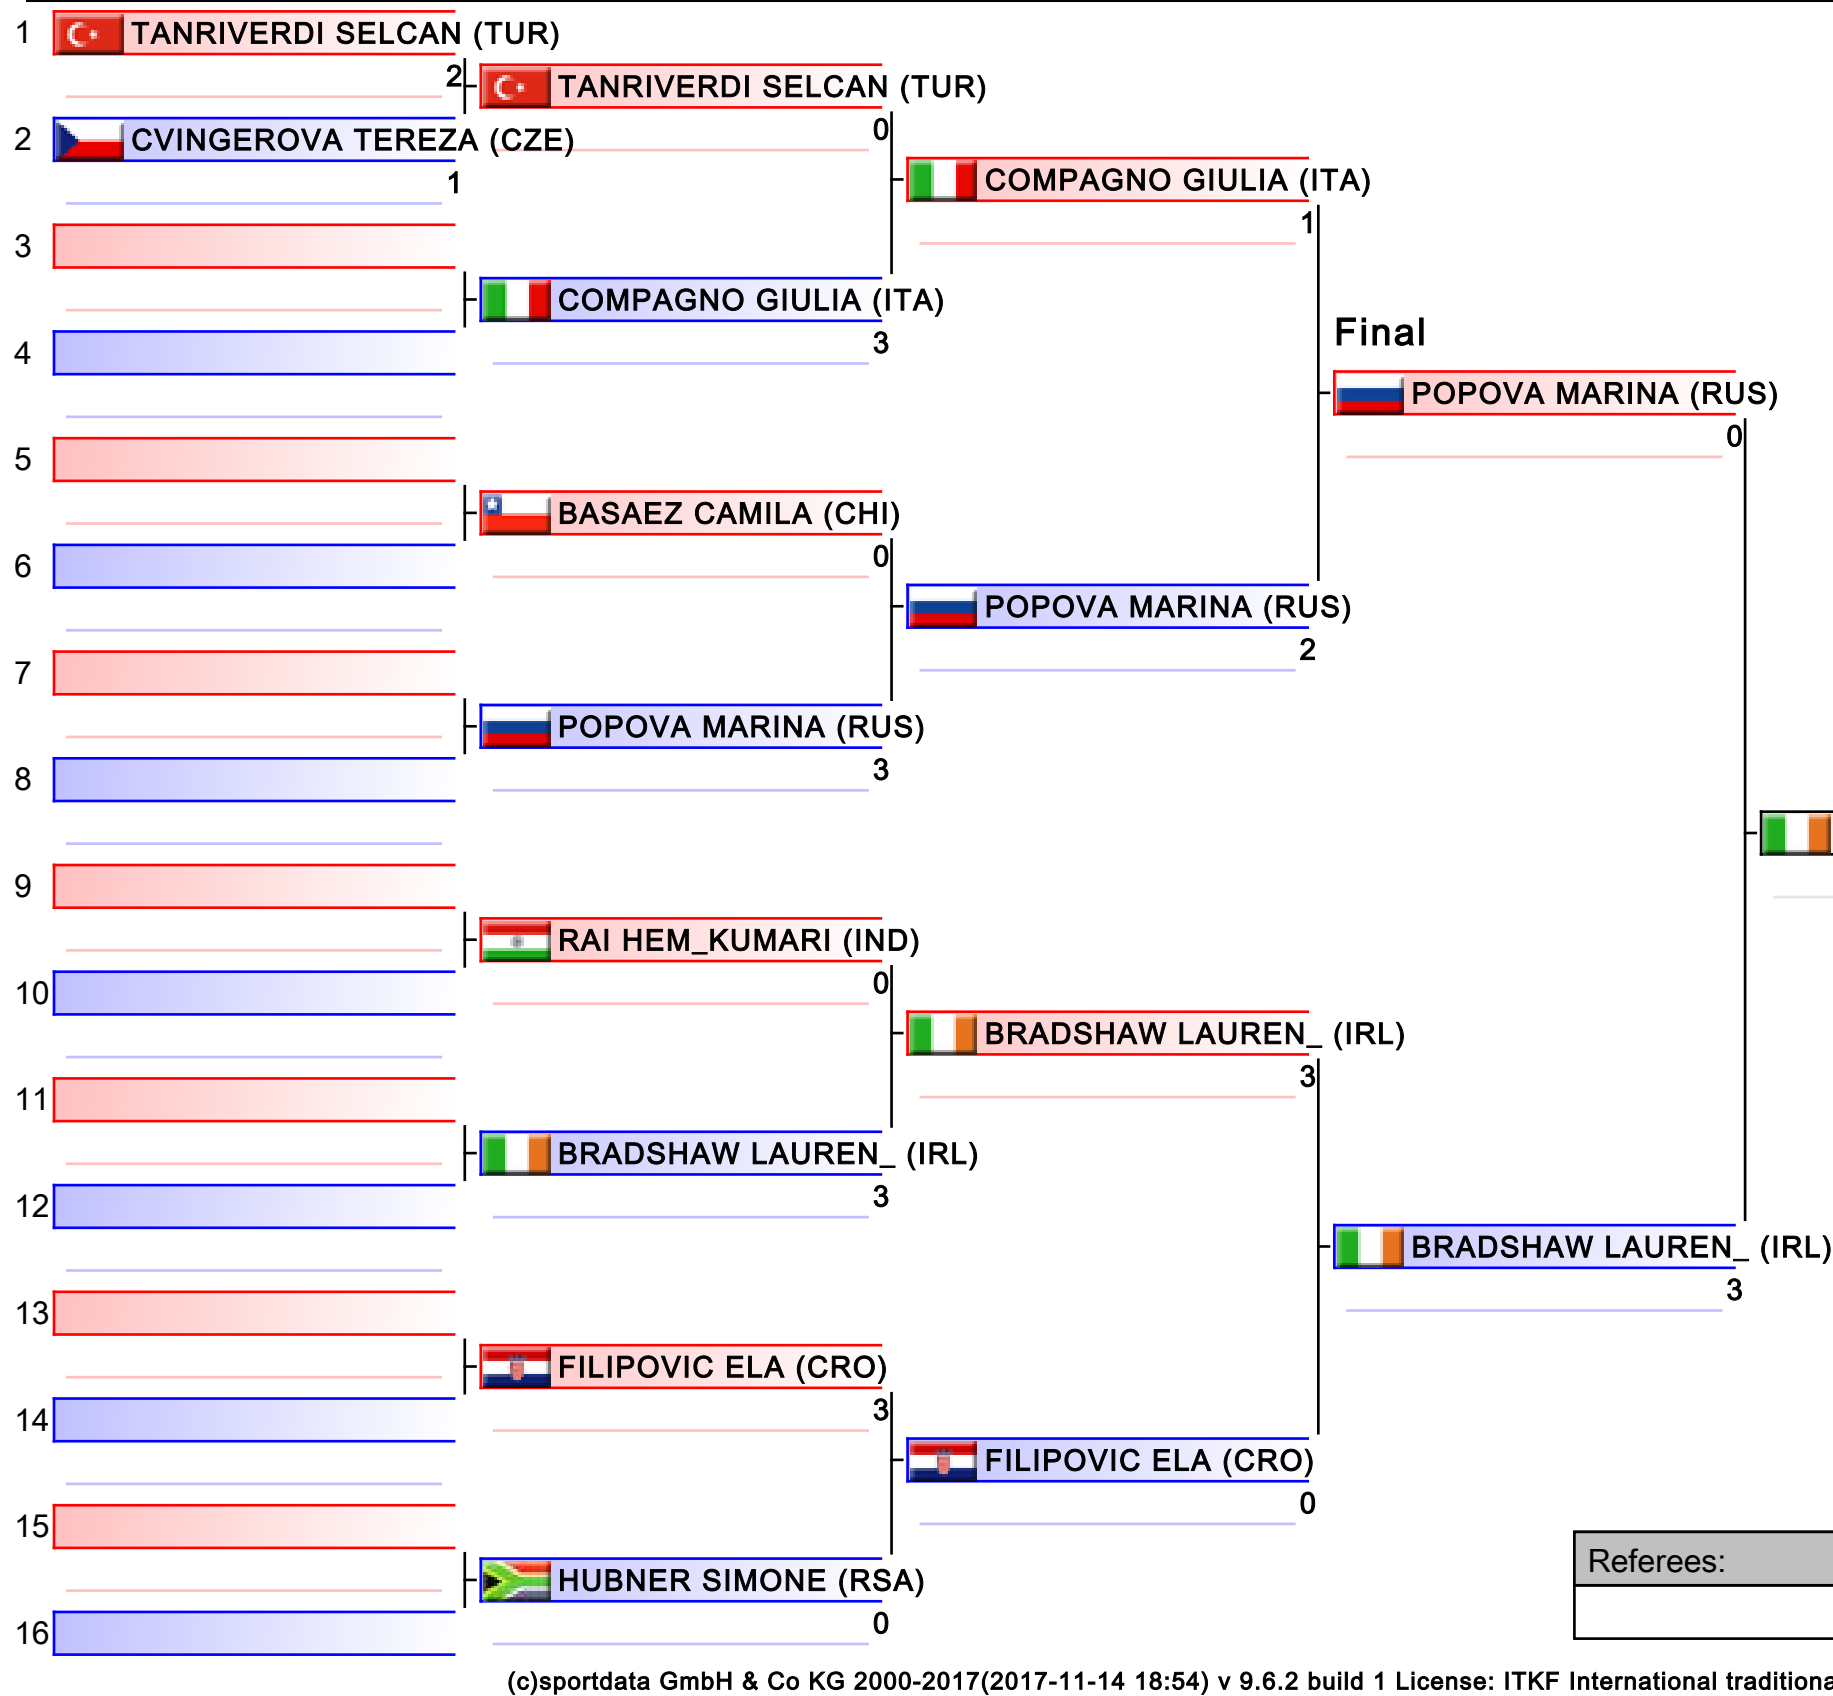 1 TANRIVERDI SELCAN (TUR)
2 TANRIVERDI SELCAN (TUR)
0
2 CVINGEROVA TEREZA (CZE)
1
COMPAGNO GIULIA (ITA)
1
3
COMPAGNO GIULIA (ITA)
3
4
Final
POPOVA MARINA (RUS)
0
5
BASAEZ CAMILA (CHI)
0
6
POPOVA MARINA (RUS)
2
7
POPOVA MARINA (RUS)
3
8
9
RAI HEM_KUMARI (IND)
0
10
BRADSHAW LAUREN_ (IRL)
3
11
BRADSHAW LAUREN_ (IRL)
3
12
BRADSHAW LAUREN_ (IRL)
3
13
FILIPOVIC ELA (CRO)
3
14
FILIPOVIC ELA (CRO)
0
15
HUBNER SIMONE (RSA)
0
16
Referees:
(c)sportdata GmbH & Co KG 2000-2017(2017-11-14 18:54) v 9.6.2 build 1 License: ITKF International traditiona